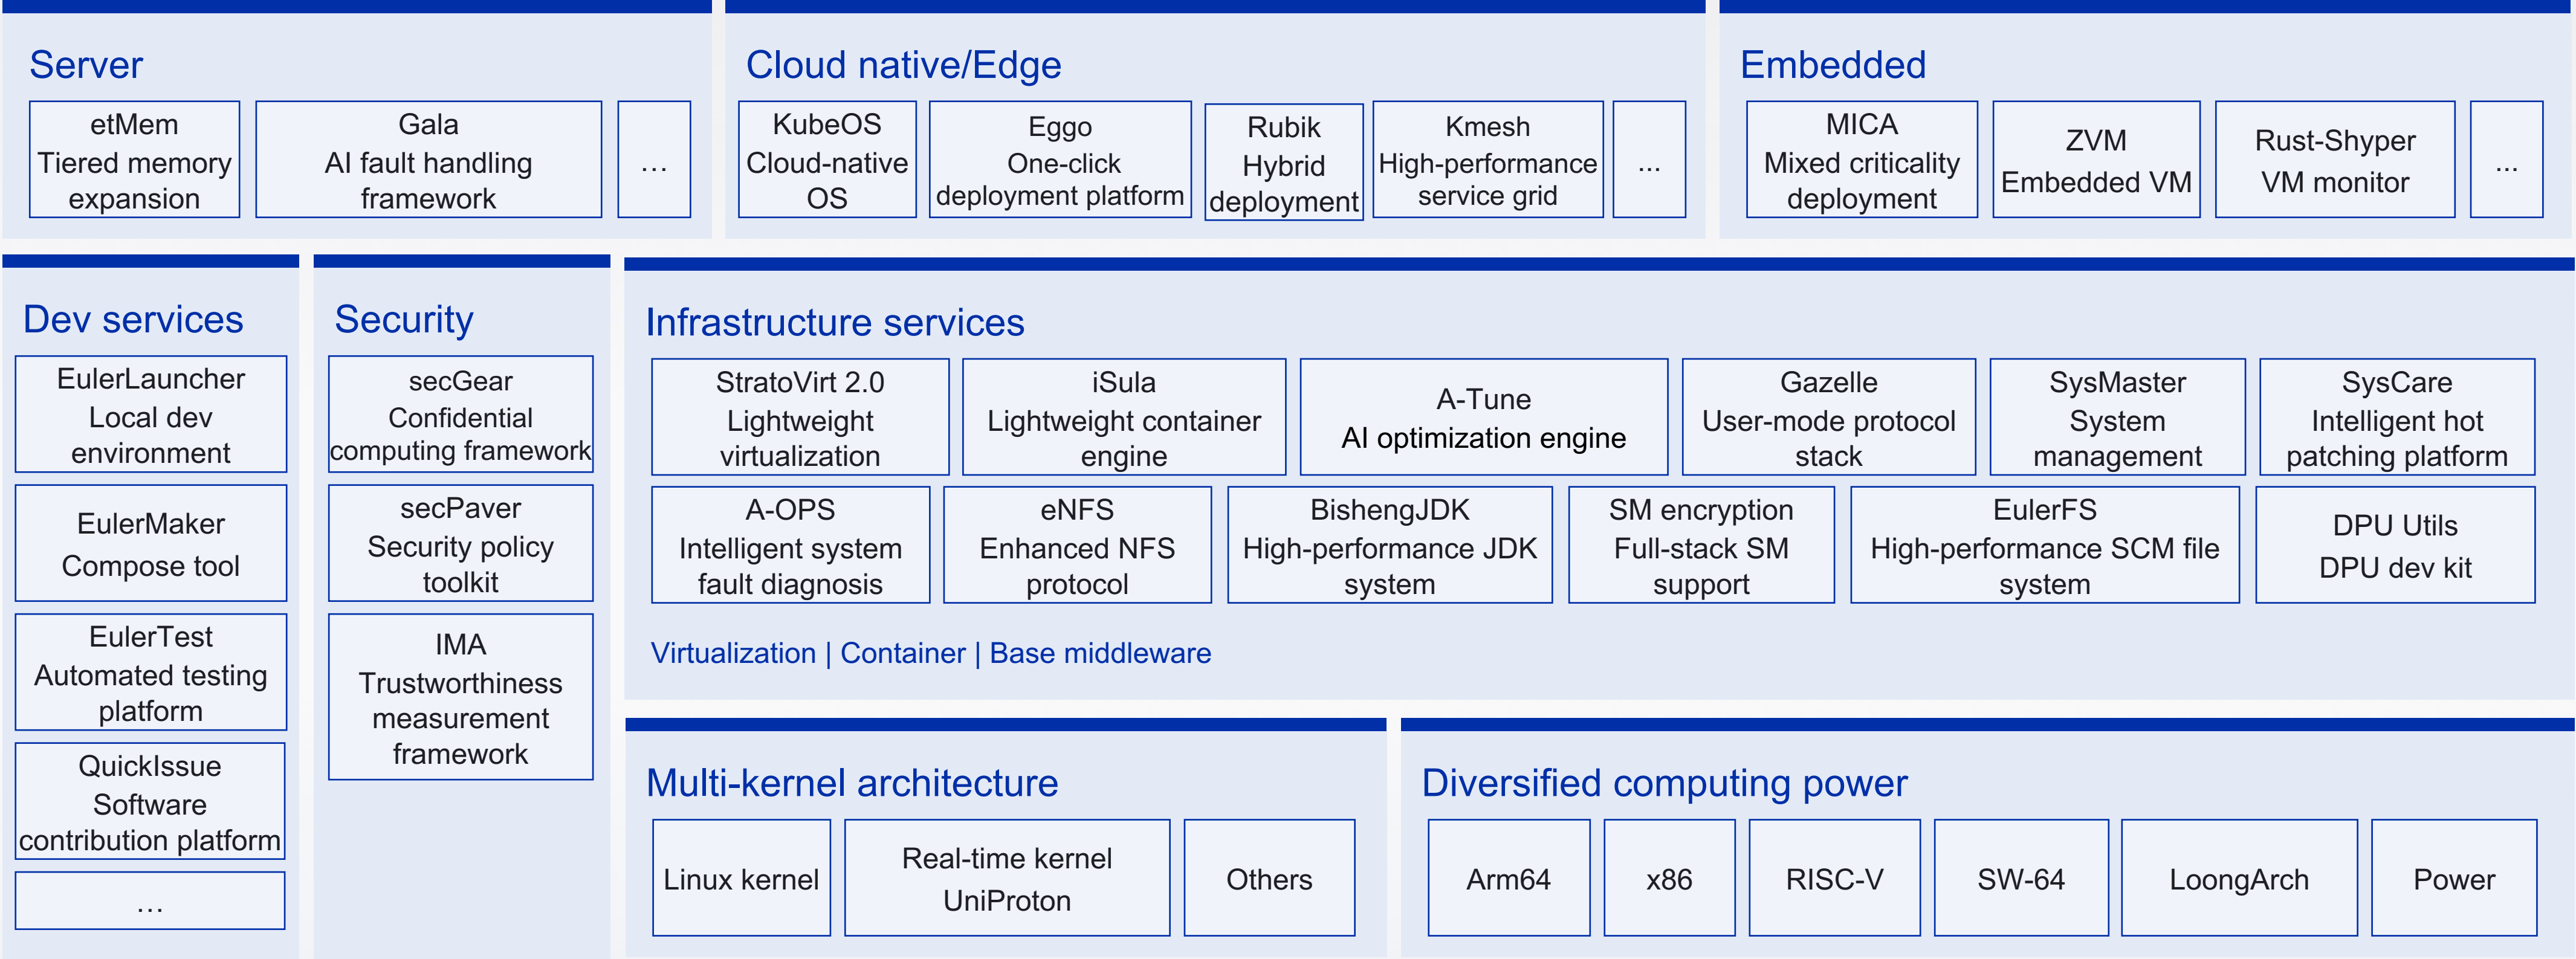 Server
etMem
Tiered memory
expansion
Gala
AI fault handling
framework
...
Cloud native/Edge
KubeOS
Cloud-native
OS
Eggo
One-click
deployment platform
Rubik
Hybrid
deployment
Kmesh
High-performance
service grid
...
Embedded
MICA
Mixed criticality
deployment
ZVM
Embedded VM
Rust-Shyper
VM monitor
...
Dev services
EulerLauncher
Local dev
environment
EulerMaker
Compose tool
EulerTest
Automated testing
platform
QuickIssue
Software
contribution platform
...
Security
secGear
Confidential
computing framework
secPaver
Security policy
toolkit
IMA
Trustworthiness
measurement
framework
Infrastructure services
StratoVirt 2.0
Lightweight
virtualization
iSula
Lightweight container
engine
A-Tune
AI optimization engine
Gazelle
User-mode protocol
stack
SysMaster
System
management
SysCare
Intelligent hot
patching platform
A-OPS
Intelligent system
fault diagnosis
eNFS
Enhanced NFS
protocol
BishengJDK
High-performance JDK
system
SM encryption
Full-stack SM
support
EulerFS
High-performance SCM file
system
DPU Utils
DPU dev kit
Virtualization | Container | Base middleware
Multi-kernel architecture
Linux kernel
Real-time kernel
UniProton
Others
Diversified computing power
Arm64
x86
RISC-V
SW-64
LoongArch
Power